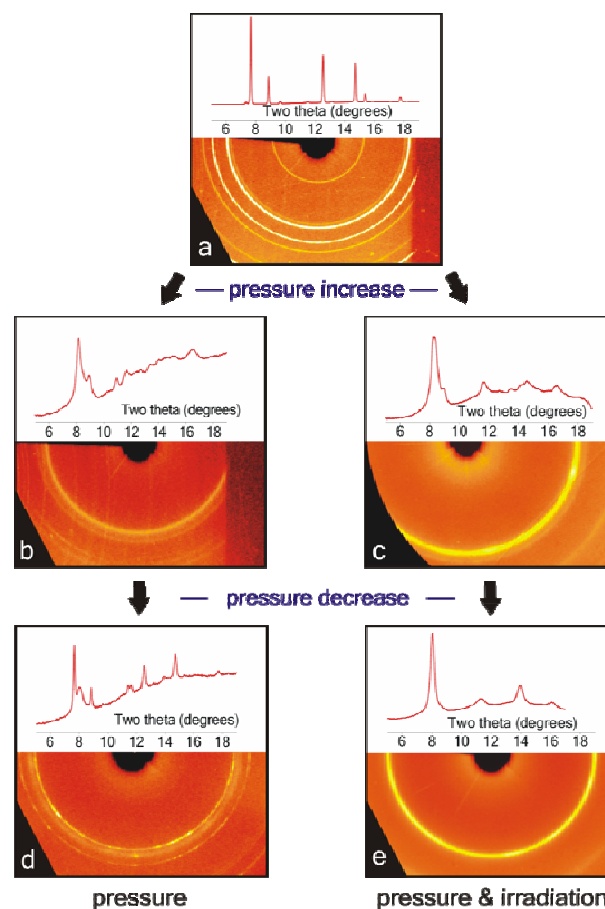 Two theta (degrees)
6 8 10 12 14 16 18
a
— pressure increase —
Two theta (degrees)
6 8 10 12 14 16 18
Two theta (degrees)
6 8 10 12 14 16 18
b
c
— pressure decrease —
Two theta (degrees)
6 8 10 12 14 16 18
Two theta (degrees)
6 8 10 12 14 16 18
d
e
pressure
pressure & irradiation